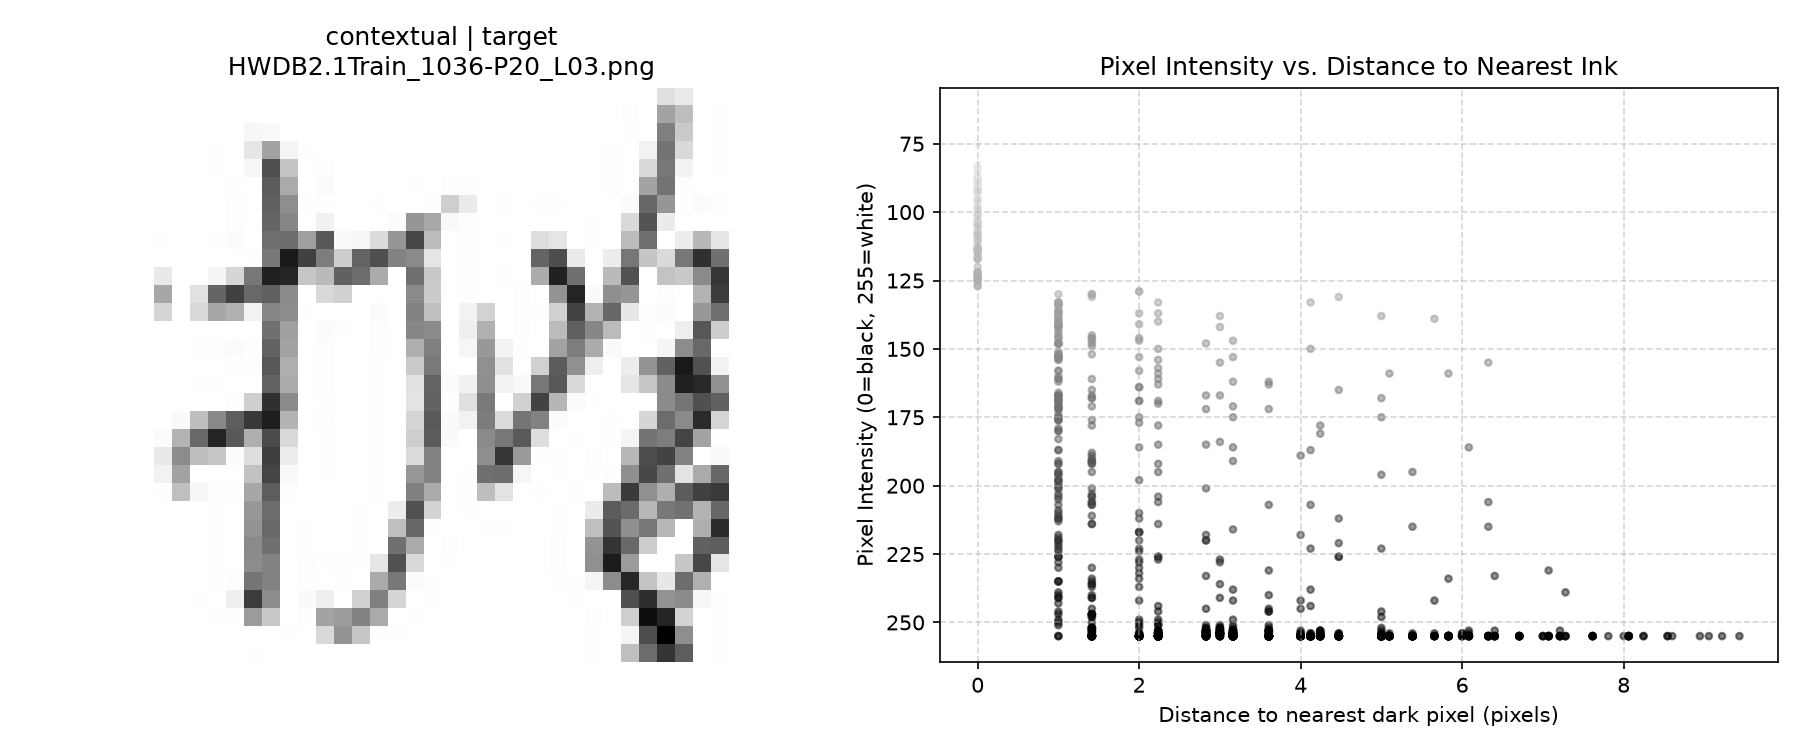 contextual | target
HWDB2.1Train_1036-P20_L03.png
Pixel Intensity vs. Distance to Nearest Ink
Pixel Intensity (0=black, 255=white)
75
100
125
150
175
200
225
250
0 2 4 6 8
Distance to nearest dark pixel (pixels)